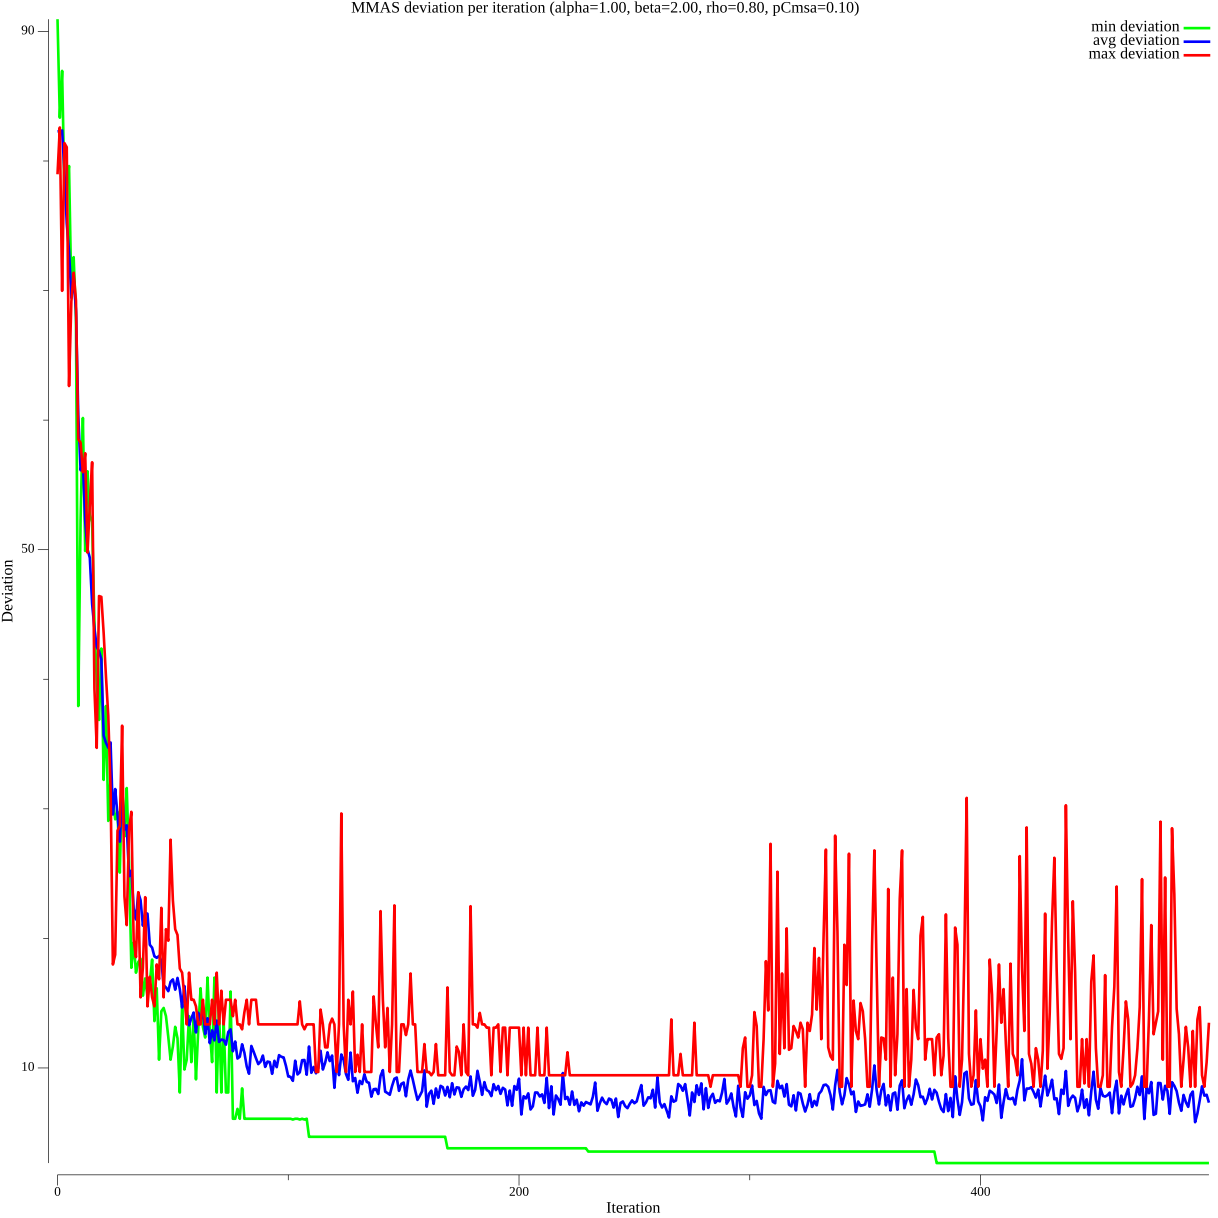 MMAS deviation per iteration (alpha=1.00, beta=2.00, rho=0.80, pCmsa=0.10)
90
min deviation
avg deviation
max deviation
50
Deviation
10
0
200
400
Iteration